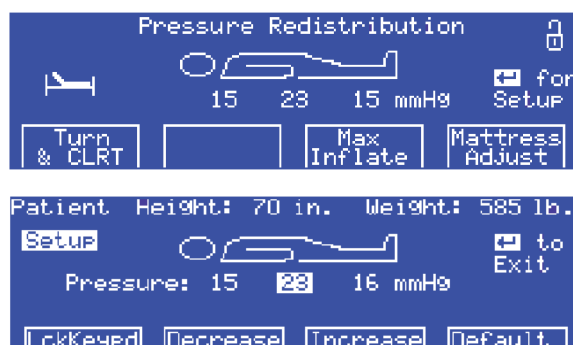 Pressure Redistribution
for
15 23 15 mmHg Setup
Turn Max Mattress
& CLRT Inflate Adjust
Patient Height: 70 in. Weight: 585 lb.
Setup to
Exit
Pressure: 15 23 16 mmHg
LckKeypd Decrease Increase Default